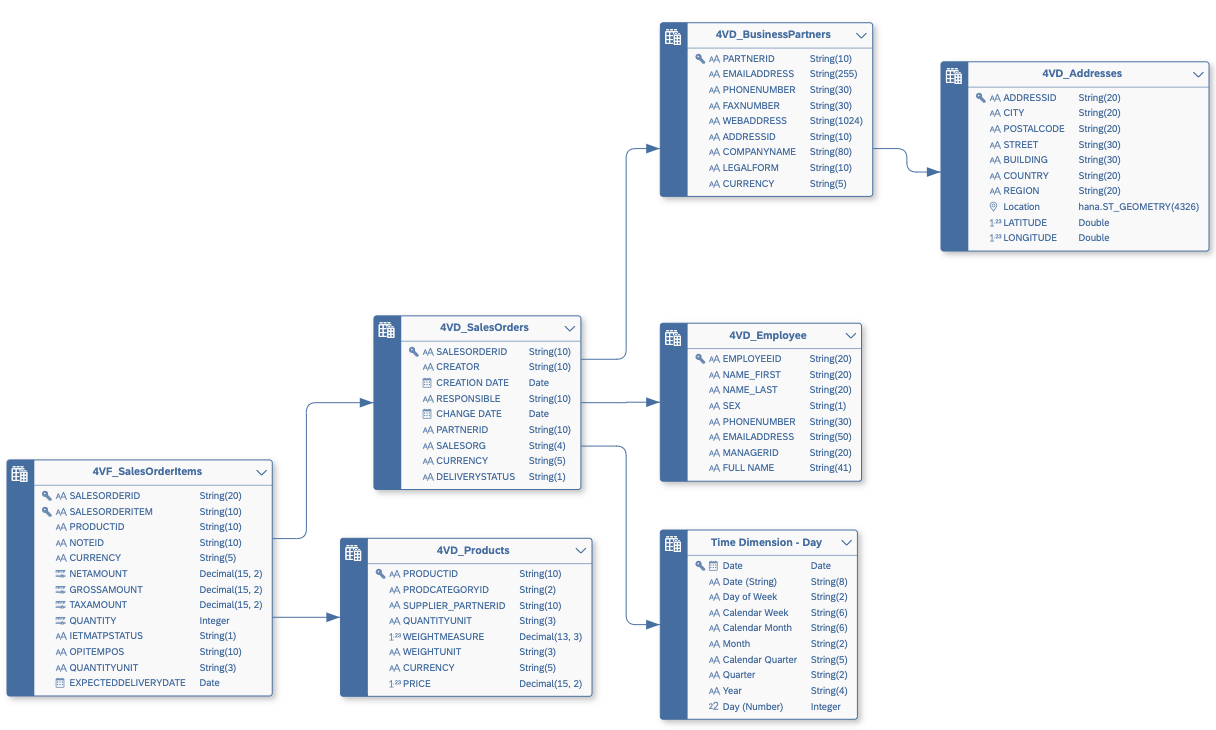 4VD_BusinessPartners
PARTNERID String(10)
EMAILADDRESS String(255)
PHONENUMBER String(30)
FAXNUMBER String(30)
WEBADDRESS String(1024)
ADDRESSID String(10)
COMPANYNAME String(80)
LEGALFORM String(10)
CURRENCY String(5)
4VD_Addresses
ADDRESSID String(20)
CITY String(20)
POSTALCODE String(20)
STREET String(30)
BUILDING String(30)
COUNTRY String(20)
REGION String(20)
Location hana.ST_GEOMETRY(4326)
LATITUDE Double
LONGITUDE Double
4VD_SalesOrders
SALESORDERID String(10)
CREATOR String(10)
CREATION DATE Date
RESPONSIBLE String(10)
CHANGE DATE Date
PARTNERID String(10)
SALESORG String(4)
CURRENCY String(5)
DELIVERYSTATUS String(1)
4VD_Employee
EMPLOYEEID String(20)
NAME_FIRST String(20)
NAME_LAST String(20)
SEX String(1)
PHONENUMBER String(30)
EMAILADDRESS String(50)
MANAGERID String(20)
FULL NAME String(41)
4VF_SalesOrderItems
SALESORDERID String(20)
SALESORDERITEM String(10)
PRODUCTID String(10)
NOTEID String(10)
CURRENCY String(5)
NETAMOUNT Decimal(15, 2)
GROSSAMOUNT Decimal(15, 2)
TAXAMOUNT Decimal(15, 2)
QUANTITY Integer
IETMATPSTATUS String(1)
OPITEMPOS String(10)
QUANTITYUNIT String(3)
EXPECTEDDELIVERYDATE Date
4VD_Products
PRODUCTID String(10)
PRODCATEGORYID String(2)
SUPPLIER_PARTNERID String(10)
QUANTITYUNIT String(3)
WEIGHTMEASURE Decimal(13, 3)
WEIGHTUNIT String(3)
CURRENCY String(5)
PRICE Decimal(15, 2)
Time Dimension - Day
Date Date
Date (String) String(8)
Day of Week String(2)
Calendar Week String(6)
Calendar Month String(6)
Month String(2)
Calendar Quarter String(5)
Quarter String(2)
Year String(4)
Day (Number) Integer